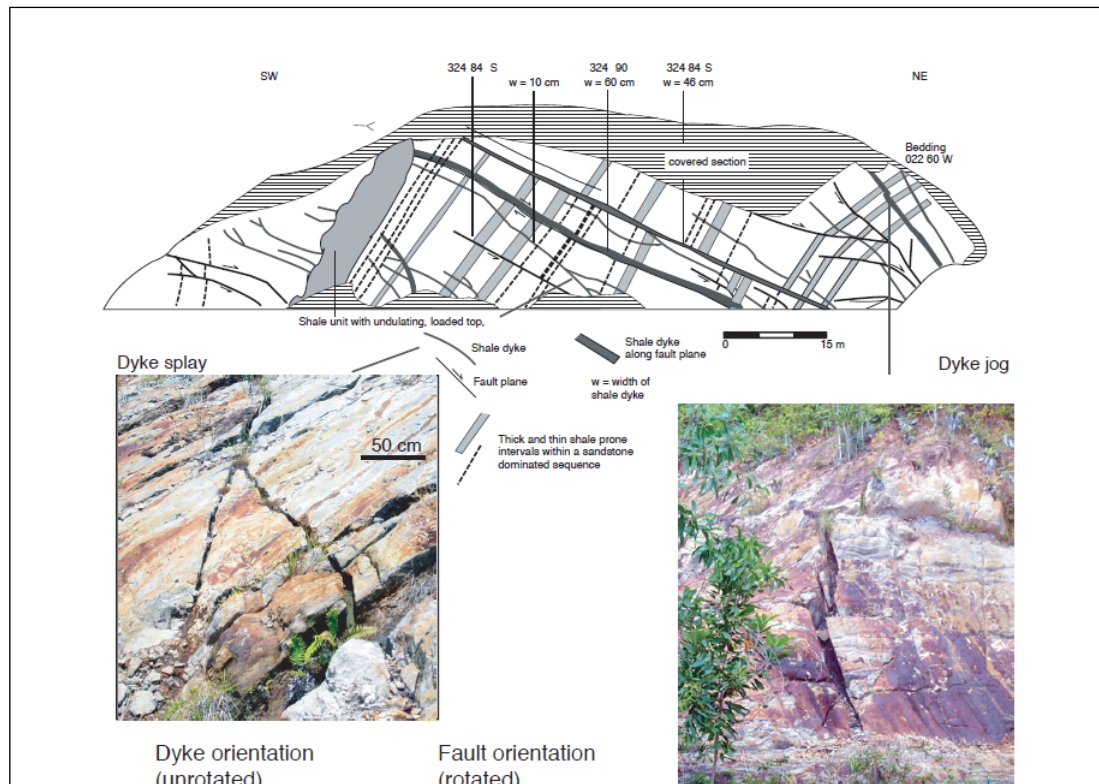 SW
324 84 S
w = 10 cm
324 90
w = 60 cm
324 84 S
w = 46 cm
NE
Bedding
022 60 W
covered section
Shale unit with undulating, loaded top,
Shale dyke
Fault plane
Shale dyke
along fault plane
w = width of
shale dyke
0
15 m
Thick and thin shale prone
intervals within a sandstone
dominated sequence
Dyke splay
50 cm
Dyke jog
Dyke orientation
(unrotated)
Fault orientation
(rotated)